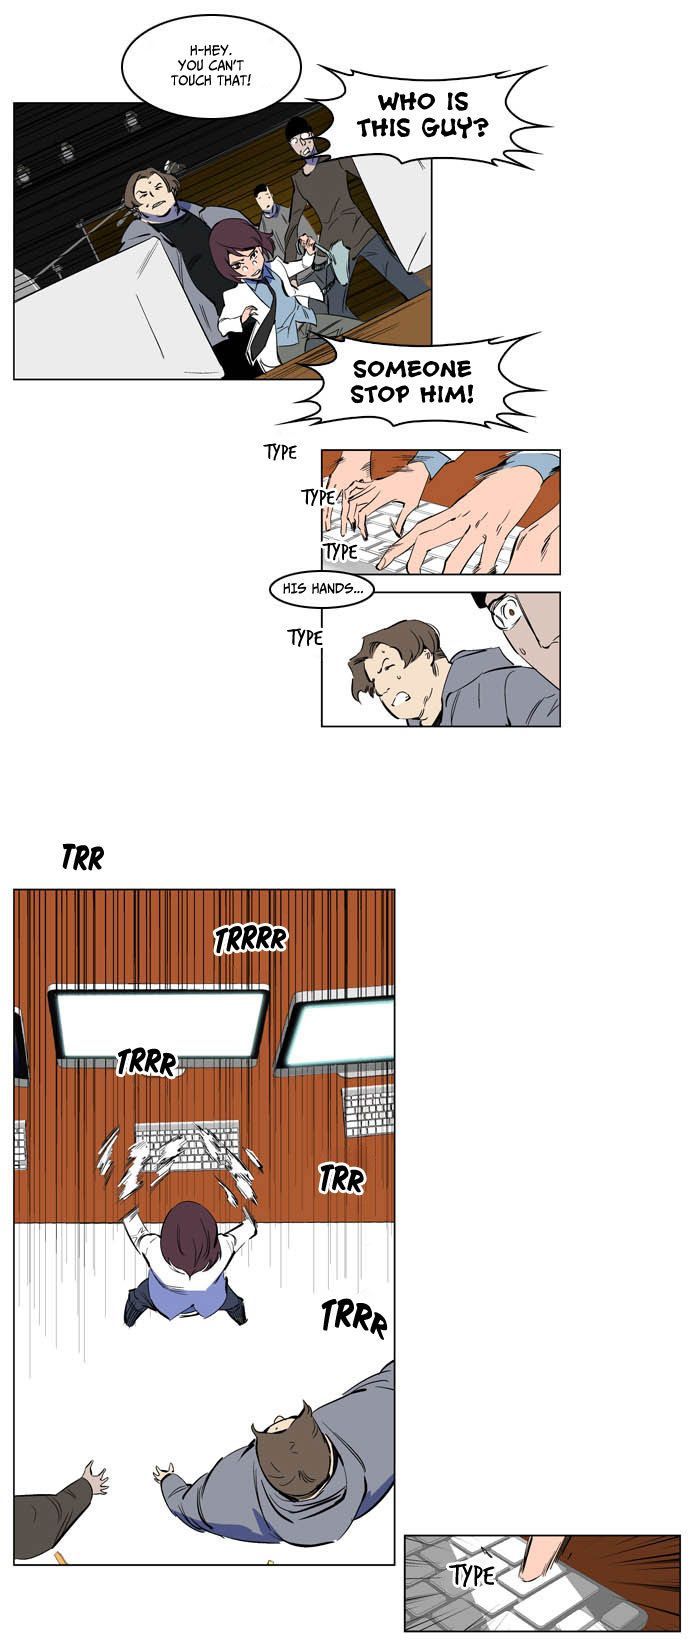 H-HEY.
YOU CAN'T
TOUCH THAT!
WHO IS
THIS GUY?
SOMEONE
STOP HIM!
TYPE
TYPE
TYPE
HIS HANDS...
TYPE
TRR
TRRRR
TRRR
TRR
TRRR
TYPE